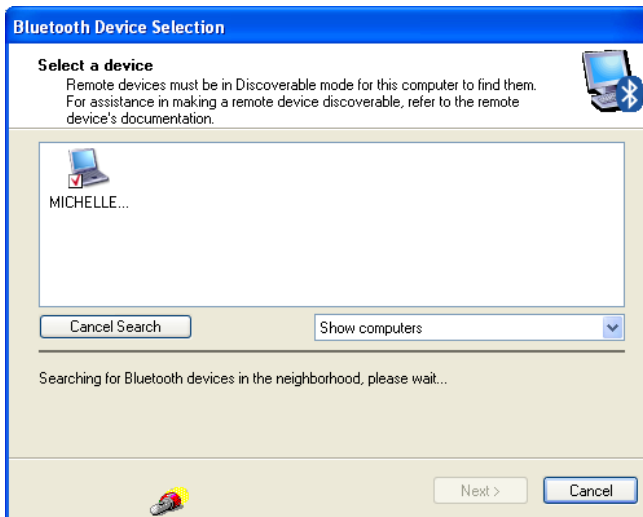 Bluetooth Device Selection
Select a device
Remote devices must be in Discoverable mode for this computer to find them.
For assistance in making a remote device discoverable, refer to the remote
device's documentation.
MICHELLE...
Cancel Search
Show computers
Searching for Bluetooth devices in the neighborhood, please wait...
Next >
Cancel